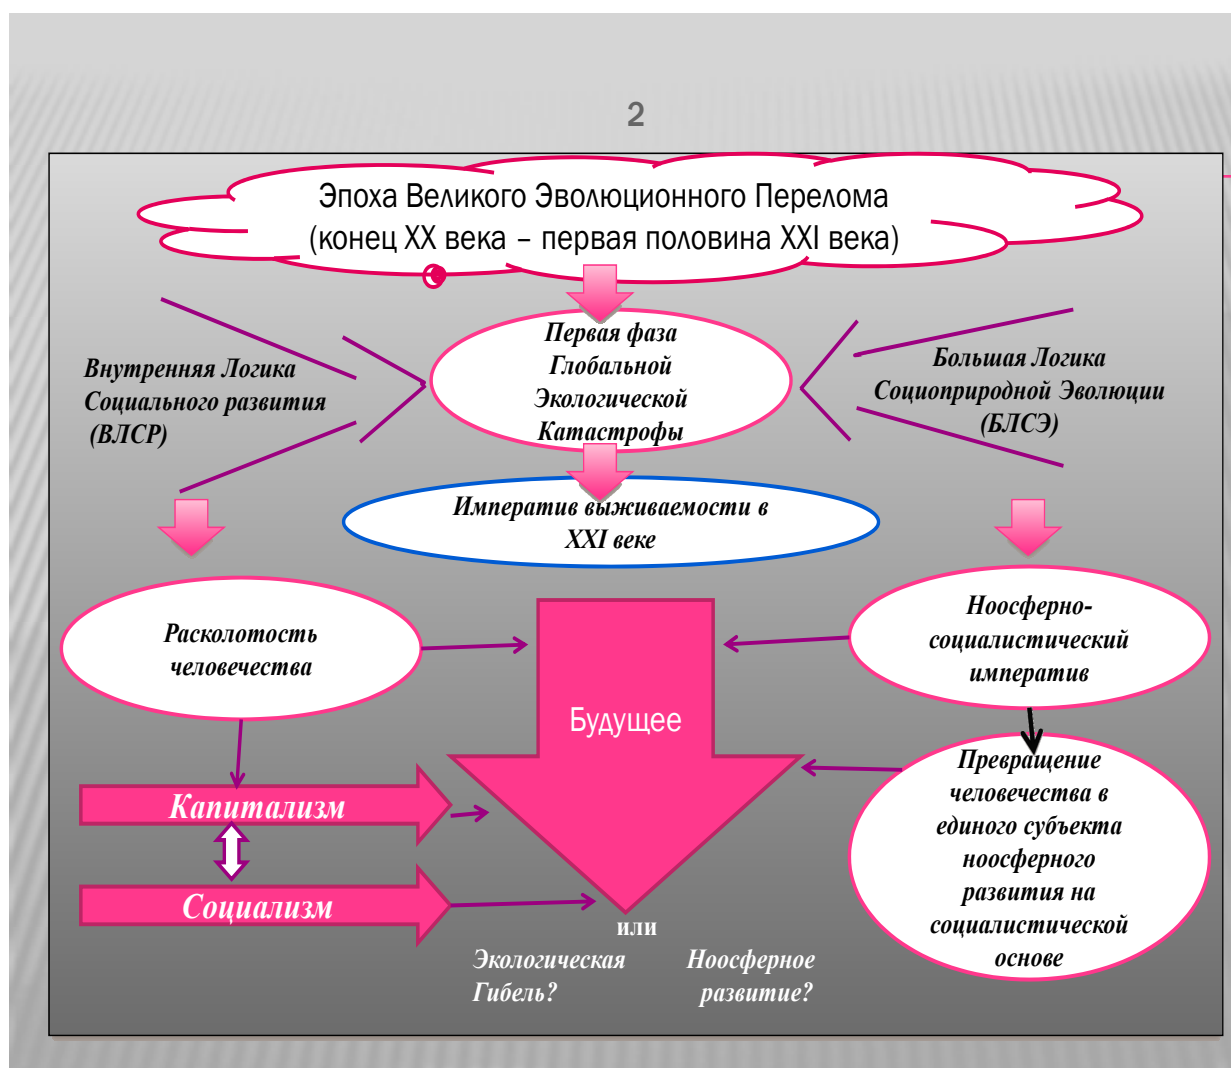 2
Эпоха Великого Эволюционного Перелома
(конец XX века – первая половина XXI века)
Первая фаза
Глобальной
Экологической
Катастрофы
Внутренняя Логика
Социального развития
(ВЛСР)
Большая Логика
Социоприродной Эволюции
(БЛСЭ)
Императив выживаемости в
XXI веке
Расколотость
человечества
Ноосферно-
социалистический
императив
Будущее
Капитализм
Социализм
Превращение
человечества в
единого субъекта
ноосферного
развития на
социалистической
основе
или
Экологическая
Гибель?
Ноосферное
развитие?